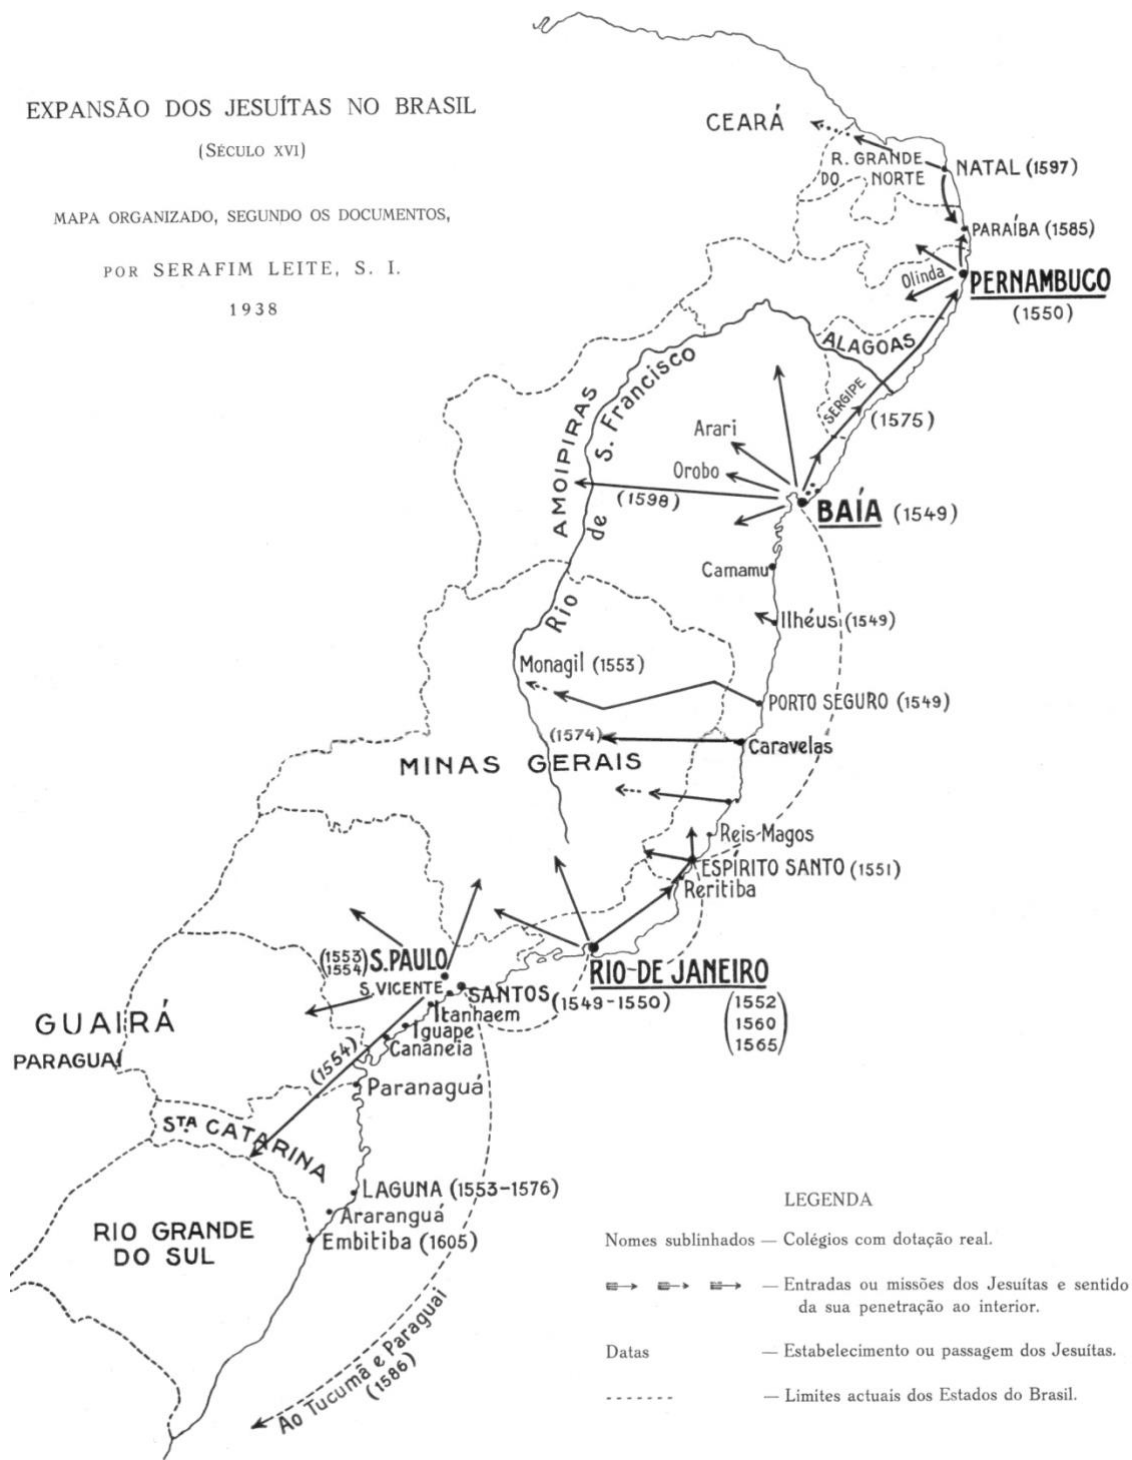 EXPANSÃO DOS JESUÍTAS NO BRASIL
(SÉCULO XVI)
MAPA ORGANIZADO, SEGUNDO OS DOCUMENTOS,
POR SERAFIM LEITE, S. I.
1938
CEARÁ
R. GRANDE
DO NORTE
NATAL (1597)
PARAÍBA (1585)
Olinda
PERNAMBUCO
(1550)
ALAGOAS
SERGIPE
(1575)
AMOIPIRAS
Rio de S. Francisco
Arari
Orobo
(1598)
BAÍA (1549)
Camamu
Ilhéus (1549)
Monagil (1553)
PORTO SEGURO (1549)
(1574)
Caravelas
MINAS GERAIS
Reis-Magos
ESPÍRITO SANTO (1551)
Reritiba
(1553
1554)
S. PAULO
S. VICENTE
SANTOS (1549-1550)
RIO DE JANEIRO
(1552
1560
1565)
Itanhaem
Iguape
Cananeia
GUAIRÁ
PARAGUAI
(1554)
Paranaguá
STA CATARINA
LAGUNA (1553-1576)
Araranguá
Embitiba (1605)
RIO GRANDE
DO SUL
Ao Tucumã e Paraguai
(1586)
LEGENDA
Nomes sublinhados — Colégios com dotação real.
— Entradas ou missões dos Jesuítas e sentido
da sua penetração ao interior.
Datas — Estabelecimento ou passagem dos Jesuítas.
— Limites actuais dos Estados do Brasil.